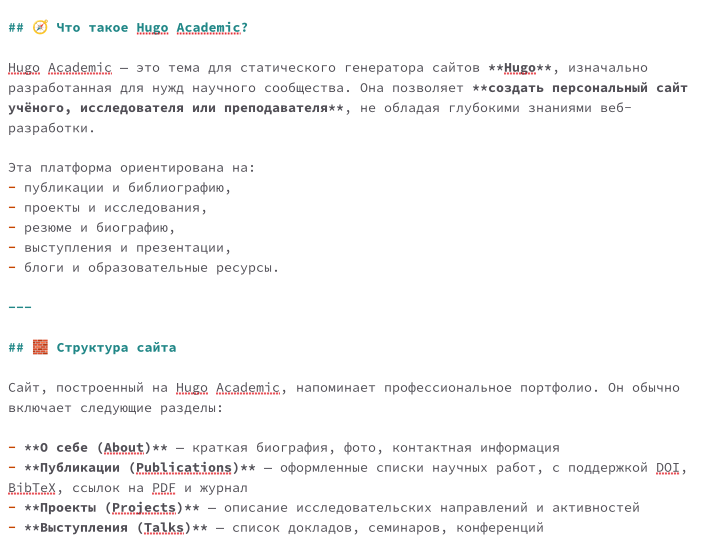 ## 🧭 Что такое Hugo Academic?
Hugo Academic — это тема для статического генератора сайтов **Hugo**, изначально
разработанная для нужд научного сообщества. Она позволяет **создать персональный сайт
учёного, исследователя или преподавателя**, не обладая глубокими знаниями веб-
разработки.
Эта платформа ориентирована на:
- публикации и библиографию,
- проекты и исследования,
- резюме и биографию,
- выступления и презентации,
- блоги и образовательные ресурсы.
---
## 🧱 Структура сайта
Сайт, построенный на Hugo Academic, напоминает профессиональное портфолио. Он обычно
включает следующие разделы:
- **О себе (About)** — краткая биография, фото, контактная информация
- **Публикации (Publications)** — оформленные списки научных работ, с поддержкой DOI,
BibTeX, ссылок на PDF и журнал
- **Проекты (Projects)** — описание исследовательских направлений и активностей
- **Выступления (Talks)** — список докладов, семинаров, конференций